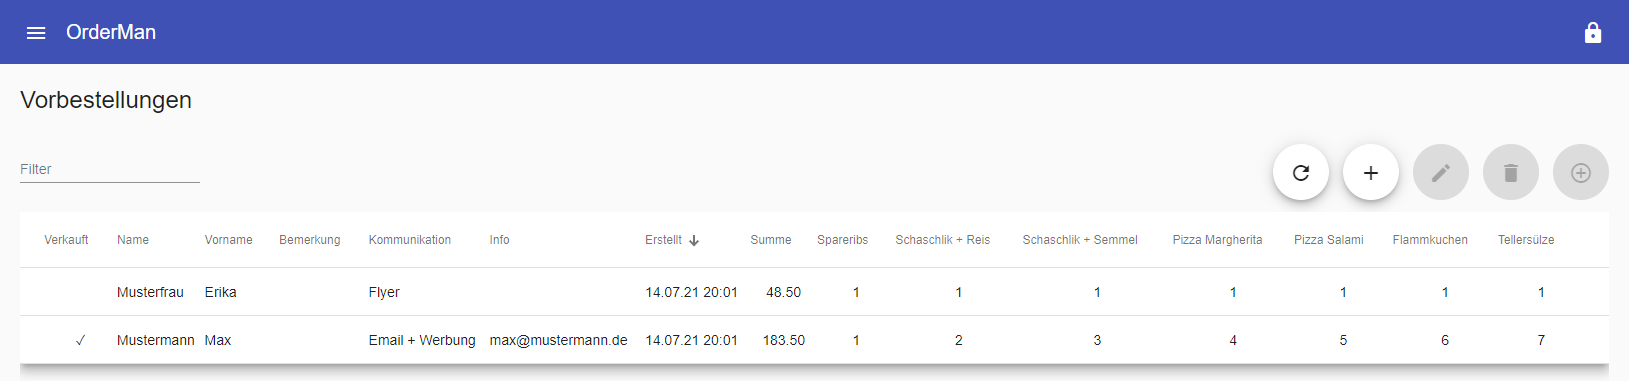 OrderMan
Vorbestellungen
Filter
Verkauft Name Vorname Bemerkung Kommunikation Info Erstellt Summe Spareribs Schaschlik + Reis Schaschlik + Semmel Pizza Margherita Pizza Salami Flammkuchen Tellersülze
Musterfrau Erika Flyer 14.07.21 20:01 48.50 1 1 1 1 1 1 1
✓ Mustermann Max Email + Werbung max@mustermann.de 14.07.21 20:01 183.50 1 2 3 4 5 6 7